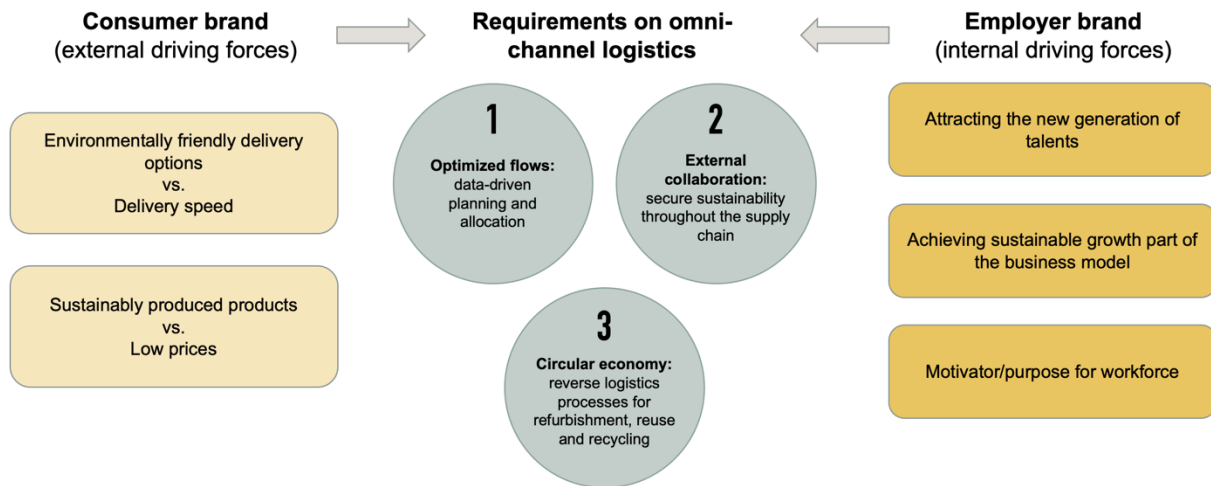 Consumer brand
(external driving forces)
Environmentally friendly delivery
options
vs.
Delivery speed
Sustainably produced products
vs.
Low prices
Requirements on omni-
channel logistics
1
Optimized flows:
data-driven
planning and
allocation
2
External
collaboration:
secure sustainability
throughout the supply
chain
3
Circular economy:
reverse logistics
processes for
refurbishment, reuse
and recycling
Employer brand
(internal driving forces)
Attracting the new generation of
talents
Achieving sustainable growth part of
the business model
Motivator/purpose for workforce